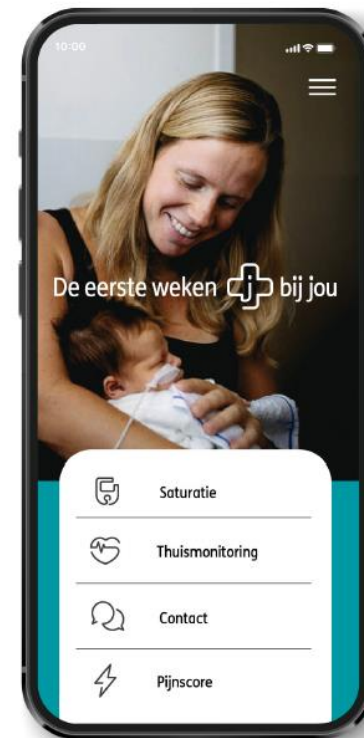 10:00
De eerste weken j bij jou
Saturatie
Thuismonitoring
Contact
Pijnscore